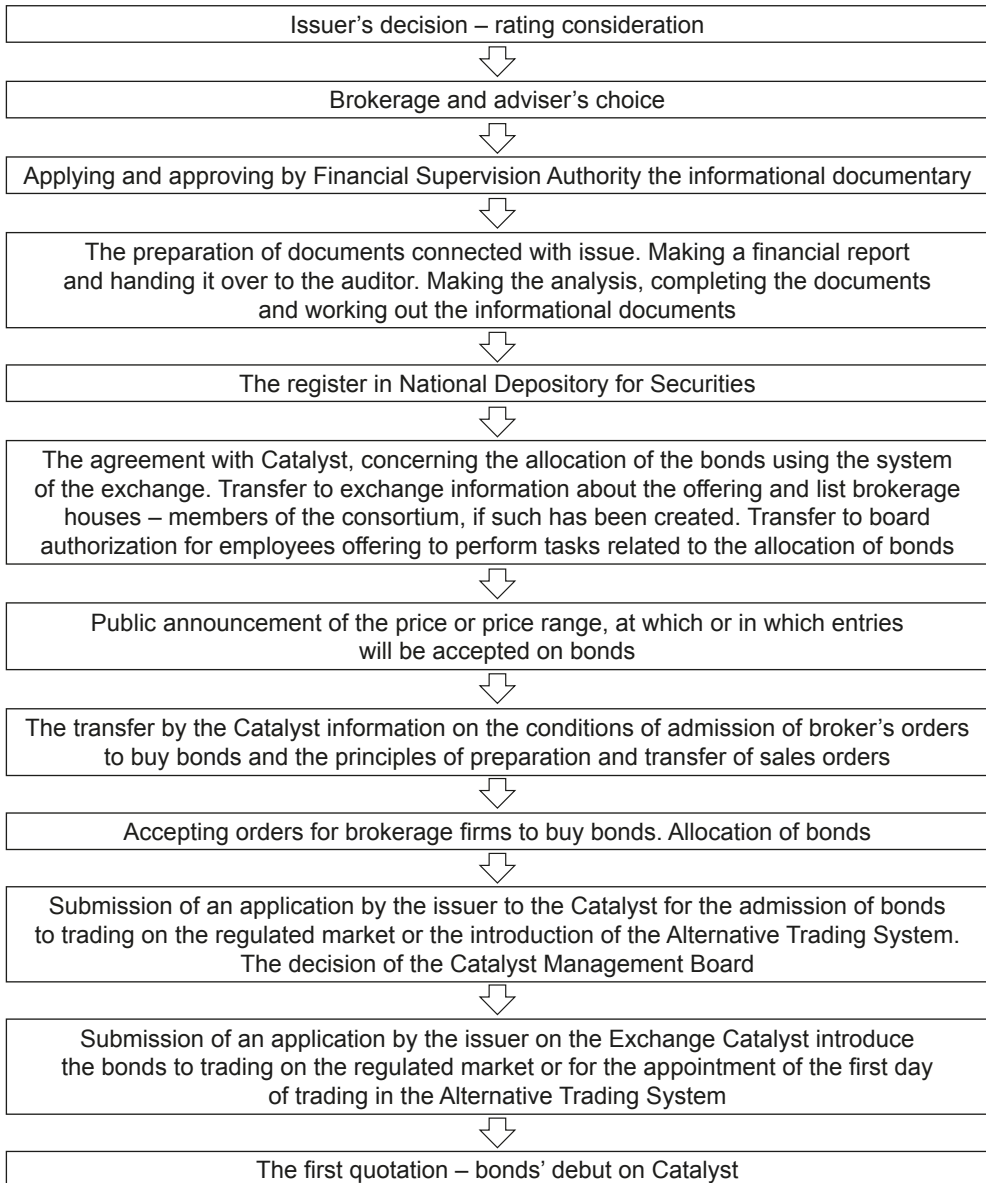 Issuer’s decision – rating consideration
Brokerage and adviser’s choice
Applying and approving by Financial Supervision Authority the informational documentary
The preparation of documents connected with issue. Making a financial report
and handing it over to the auditor. Making the analysis, completing the documents
and working out the informational documents
The register in National Depository for Securities
The agreement with Catalyst, concerning the allocation of the bonds using the system
of the exchange. Transfer to exchange information about the offering and list brokerage
houses – members of the consortium, if such has been created. Transfer to board
authorization for employees offering to perform tasks related to the allocation of bonds
Public announcement of the price or price range, at which or in which entries
will be accepted on bonds
The transfer by the Catalyst information on the conditions of admission of broker’s orders
to buy bonds and the principles of preparation and transfer of sales orders
Accepting orders for brokerage firms to buy bonds. Allocation of bonds
Submission of an application by the issuer to the Catalyst for the admission of bonds
to trading on the regulated market or the introduction of the Alternative Trading System.
The decision of the Catalyst Management Board
Submission of an application by the issuer on the Exchange Catalyst introduce
the bonds to trading on the regulated market or for the appointment of the first day
of trading in the Alternative Trading System
The first quotation – bonds’ debut on Catalyst